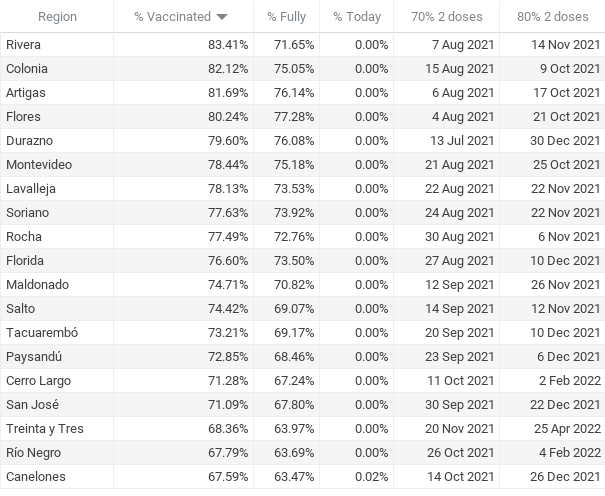 Region % Vaccinated % Fully % Today 70% 2 doses 80% 2 doses
Rivera 83.41% 71.65% 0.00% 7 Aug 2021 14 Nov 2021
Colonia 82.12% 75.05% 0.00% 15 Aug 2021 9 Oct 2021
Artigas 81.69% 76.14% 0.00% 6 Aug 2021 17 Oct 2021
Flores 80.24% 77.28% 0.00% 4 Aug 2021 21 Oct 2021
Durazno 79.60% 76.08% 0.00% 13 Jul 2021 30 Dec 2021
Montevideo 78.44% 75.18% 0.00% 21 Aug 2021 25 Oct 2021
Lavalleja 78.13% 73.53% 0.00% 22 Aug 2021 22 Nov 2021
Soriano 77.63% 73.92% 0.00% 24 Aug 2021 22 Nov 2021
Rocha 77.49% 72.76% 0.00% 30 Aug 2021 6 Nov 2021
Florida 76.60% 73.50% 0.00% 27 Aug 2021 10 Dec 2021
Maldonado 74.71% 70.82% 0.00% 12 Sep 2021 26 Nov 2021
Salto 74.42% 69.07% 0.00% 14 Sep 2021 12 Nov 2021
Tacuarembó 73.21% 69.17% 0.00% 20 Sep 2021 10 Dec 2021
Paysandú 72.85% 68.46% 0.00% 23 Sep 2021 6 Dec 2021
Cerro Largo 71.28% 67.24% 0.00% 11 Oct 2021 2 Feb 2022
San José 71.09% 67.80% 0.00% 30 Sep 2021 22 Dec 2021
Treinta y Tres 68.36% 63.97% 0.00% 20 Nov 2021 25 Apr 2022
Río Negro 67.79% 63.69% 0.00% 26 Oct 2021 4 Feb 2022
Canelones 67.59% 63.47% 0.02% 14 Oct 2021 26 Dec 2021